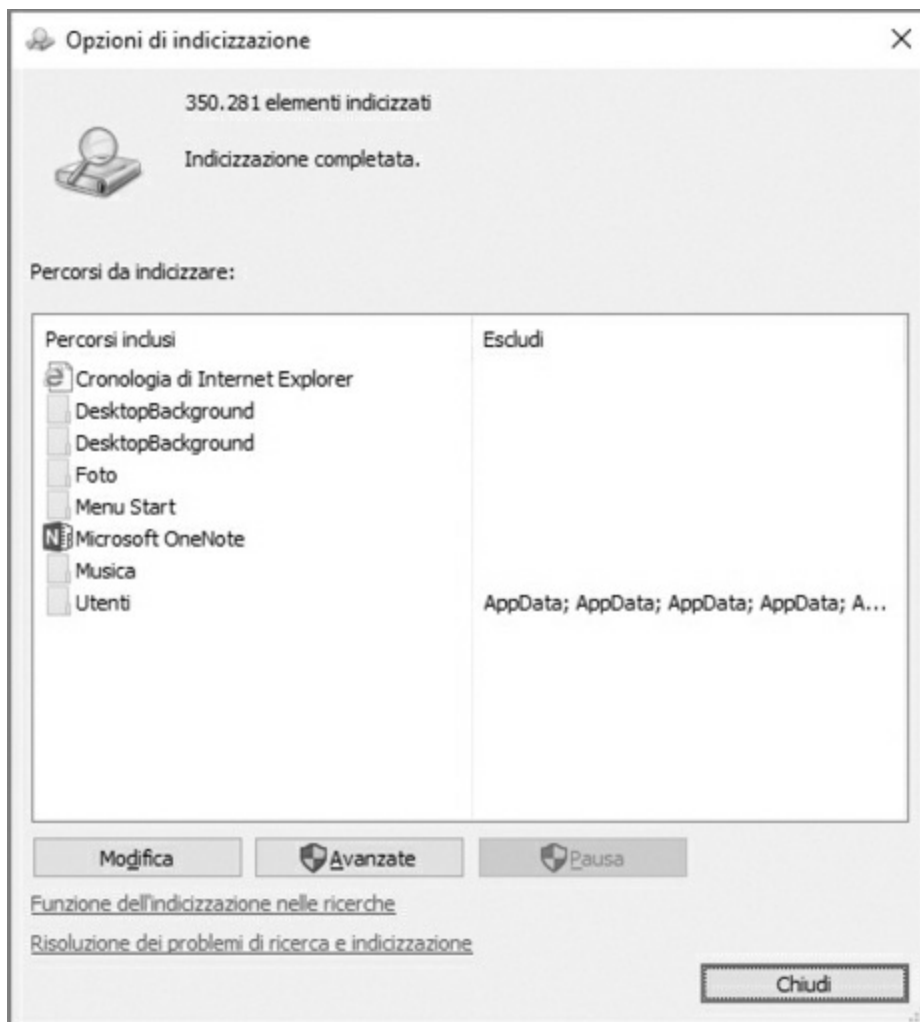 Opzioni di indicizzazione
350.281 elementi indicizzati
Indicizzazione completata.
Percorsi da indicizzare:
Percorsi inclusi Escludi
Cronologia di Internet Explorer
DesktopBackground
DesktopBackground
Foto
Menu Start
Microsoft OneNote
Musica
Utenti AppData; AppData; AppData; AppData; A...
Modifica Avanzate Pausa
Funzione dell'indicizzazione nelle ricerche
Risoluzione dei problemi di ricerca e indicizzazione
Chiudi